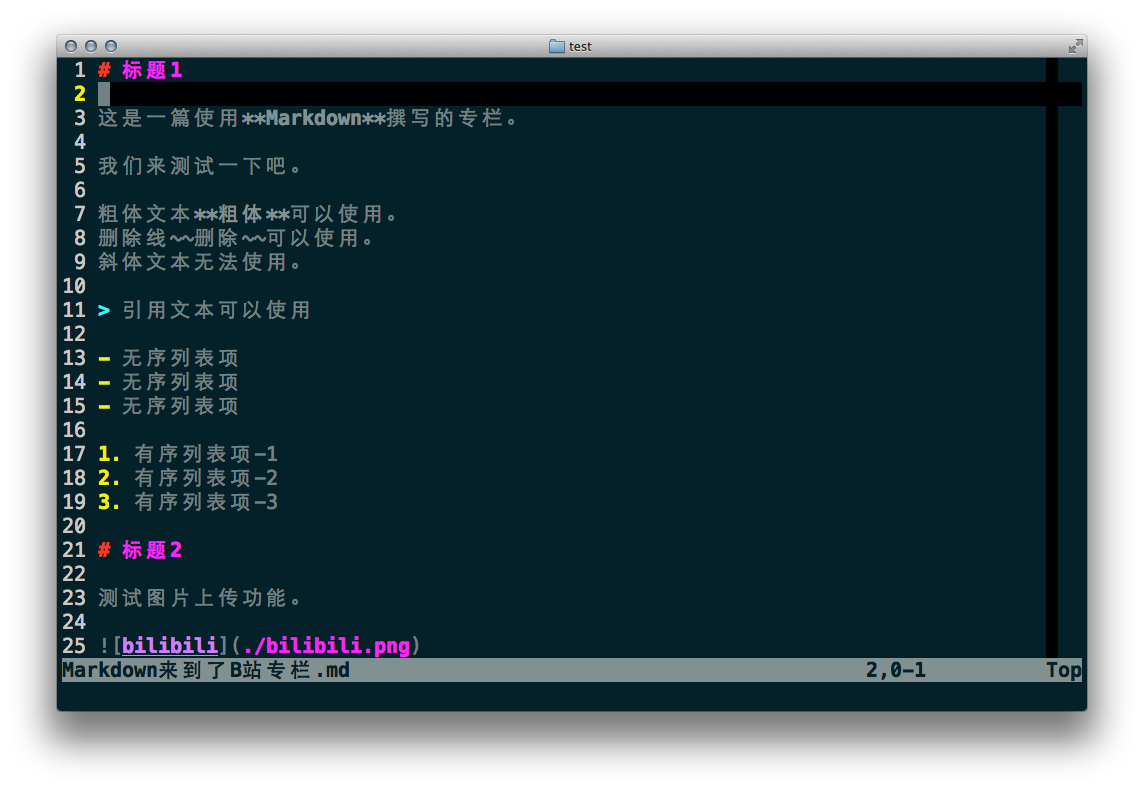 test
1 # 标题1
2
3 这是一篇使用**Markdown**撰写的专栏。
4
5 我们来测试一下吧。
6
7 粗体文本**粗体**可以使用。
8 删除线~~删除~~可以使用。
9 斜体文本无法使用。
10
11 > 引用文本可以使用
12
13 - 无序列表项
14 - 无序列表项
15 - 无序列表项
16
17 1. 有序列表项-1
18 2. 有序列表项-2
19 3. 有序列表项-3
20
21 # 标题2
22
23 测试图片上传功能。
24
25 ![bilibili](./bilibili.png)
Markdown来到了B站专栏.md 2,0-1 Top